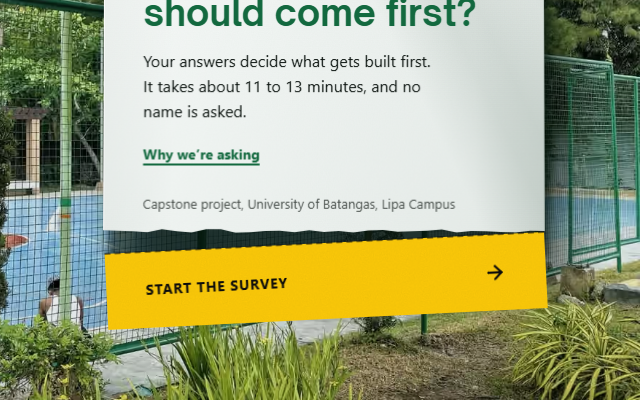 should come first?
Your answers decide what gets built first.
It takes about 11 to 13 minutes, and no
name is asked.
Why we're asking
Capstone project, University of Batangas, Lipa Campus
START THE SURVEY